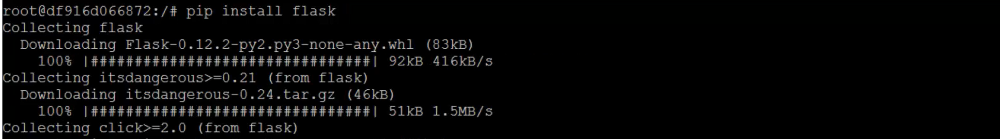 root@df916d066872:/# pip install flask
Collecting flask
  Downloading Flask-0.12.2-py2.py3-none-any.whl (83kB)
    100% |################################| 92kB 416kB/s
Collecting itsdangerous>=0.21 (from flask)
  Downloading itsdangerous-0.24.tar.gz (46kB)
    100% |################################| 51kB 1.5MB/s
Collecting click>=2.0 (from flask)